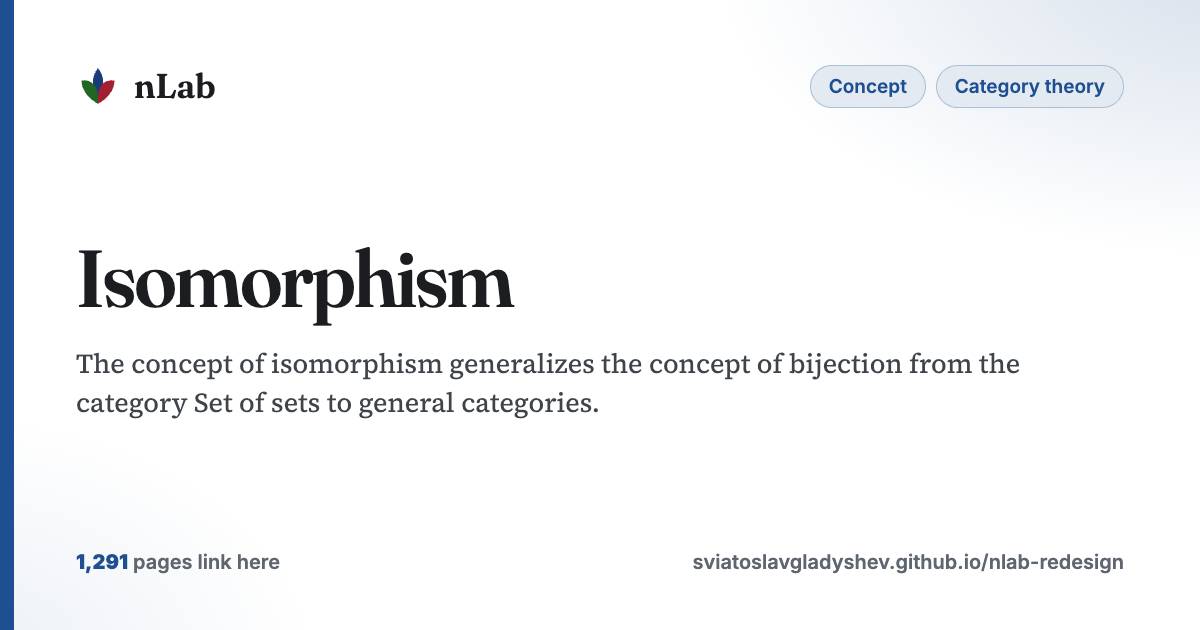 nLab
Concept
Category theory
Isomorphism
The concept of isomorphism generalizes the concept of bijection from the
category Set of sets to general categories.
1,291 pages link here
sviatoslavgladyshev.github.io/nlab-redesign